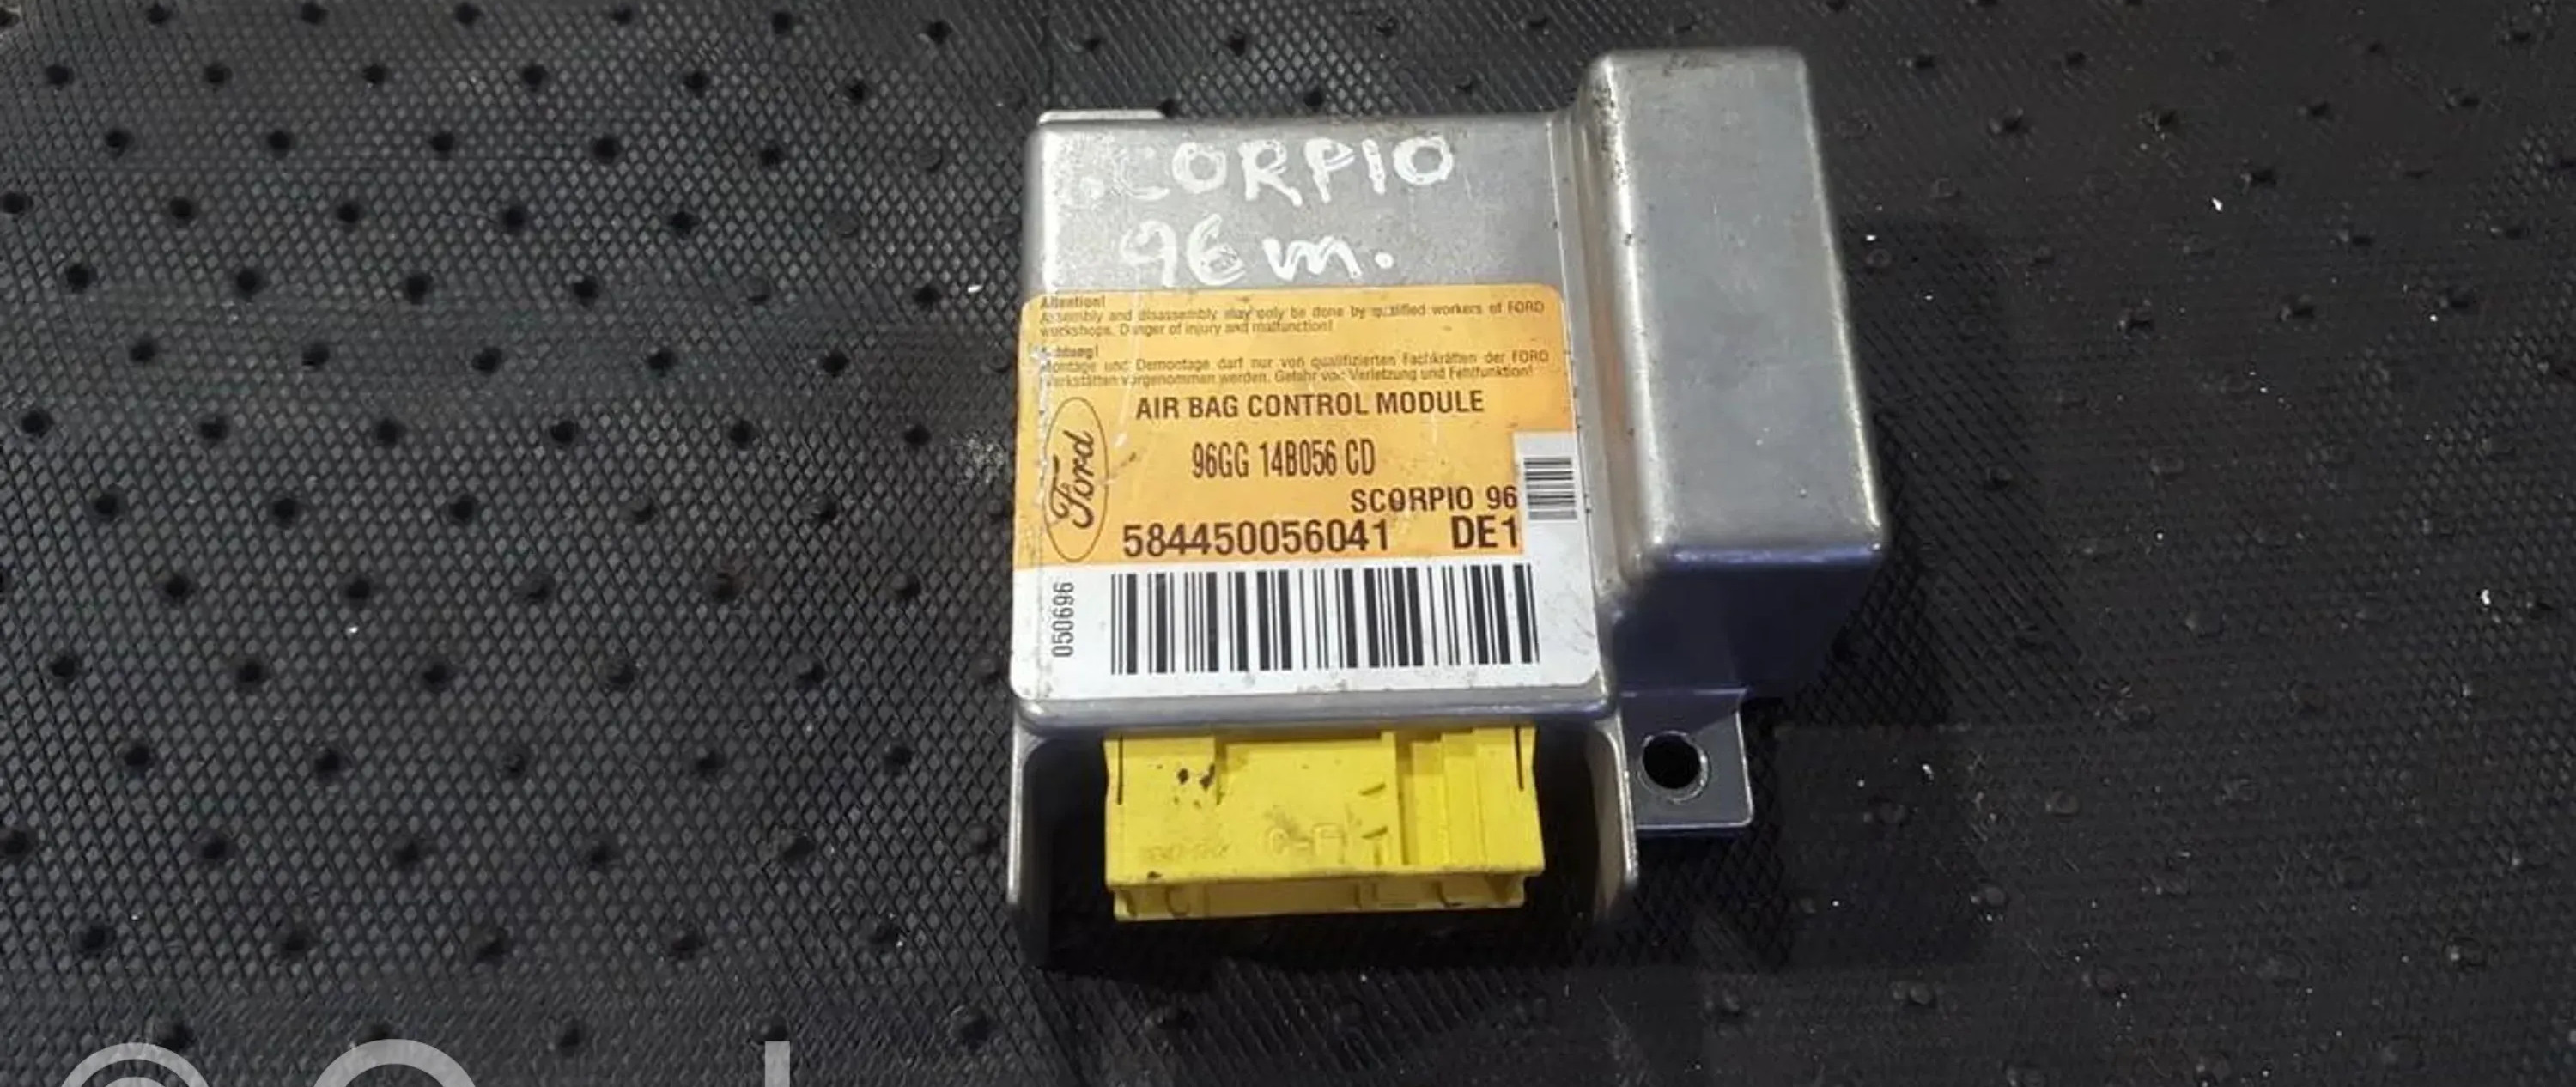 SCORPIO
96 m.
Attention!
Assembly and disassembly may only be done by qualified workers of FORD
workshops. Danger of injury and malfunction!
Achtung!
Montage und Demontage darf nur von qualifizierten Fachkräften der FORD
Werkstätten vorgenommen werden. Gefahr von Verletzung und Fehlfunktion!
AIR BAG CONTROL MODULE
Ford
96GG 14B056 CD
SCORPIO 96
584450056041 DE1
050696